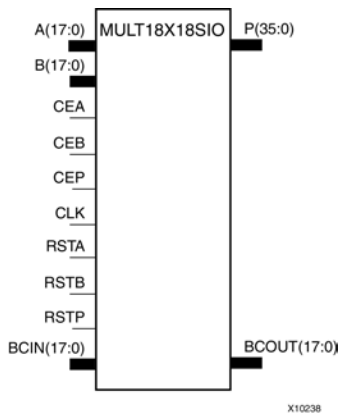 A(17:0) MULT18X18SIO P(35:0)
B(17:0)
CEA
CEB
CEP
CLK
RSTA
RSTB
RSTP
BCIN(17:0) BCOUT(17:0)
X10238